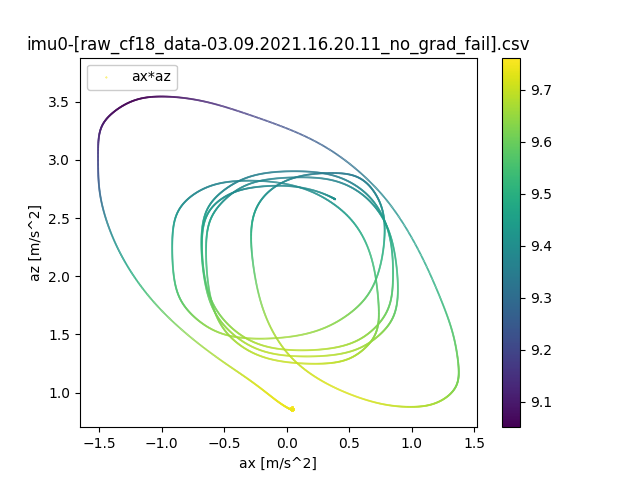 imu0-[raw_cf18_data-03.09.2021.16.20.11_no_grad_fail].csv
ax*az
3.5
3.0
2.5
2.0
1.5
1.0
az [m/s^2]
−1.5 −1.0 −0.5 0.0 0.5 1.0 1.5
ax [m/s^2]
9.7
9.6
9.5
9.4
9.3
9.2
9.1